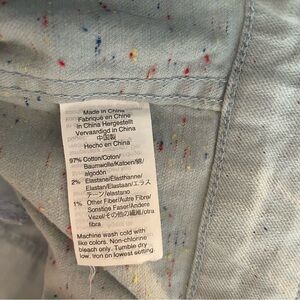 Made in China
Fabriqué en Chine
In China Hergestellt
Vervaardigd in China
中国製
Hecho en China
97% Cotton/Coton/
Baumwolle/Katoen/綿/
algodón
2% Elastane/Élasthanne/
Elastan/Elastaan/エラス
テーン/elastano
1% Other Fiber/Autre Fibre/
Sonstige Faser/Andere
Vezel/その他の繊維/otra
fibra
Machine wash cold with
like colors. Non-chlorine
bleach only. Tumble dry
low. Iron on lowest setting.